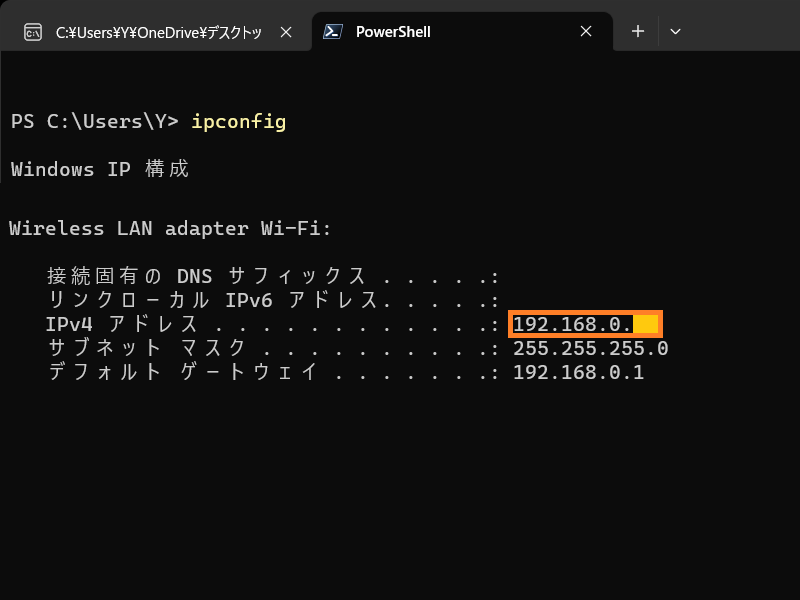 C:¥Users¥Y¥OneDrive¥デスクトッ
PowerShell
PS C:\Users\Y> ipconfig
Windows IP 構成
Wireless LAN adapter Wi-Fi:
接続固有の DNS サフィックス . . . . .:
リンクローカル IPv6 アドレス. . . . .:
IPv4 アドレス . . . . . . . . . . . .: 192.168.0.
サブネット マスク . . . . . . . . . .: 255.255.255.0
デフォルト ゲートウェイ . . . . . . .: 192.168.0.1